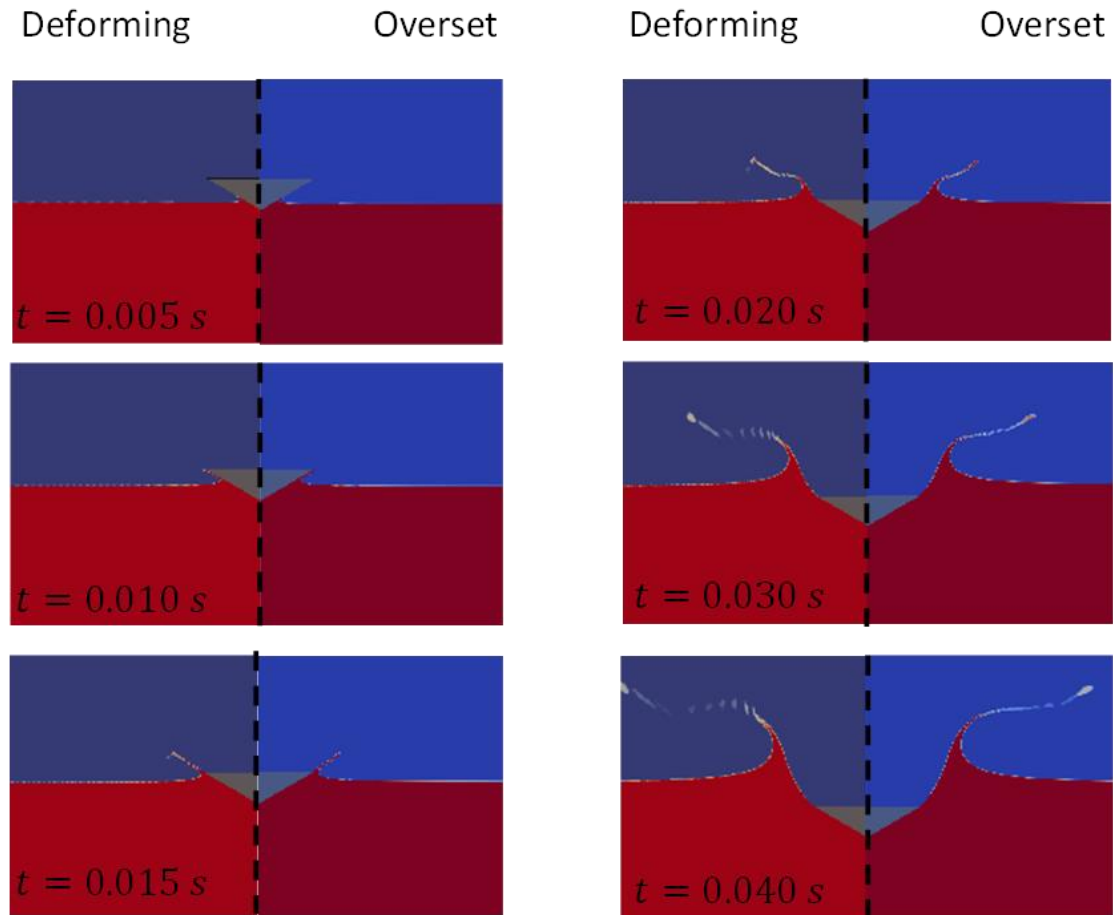 Deforming Overset
Deforming Overset
t = 0.005 s
t = 0.010 s
t = 0.015 s
t = 0.020 s
t = 0.030 s
t = 0.040 s